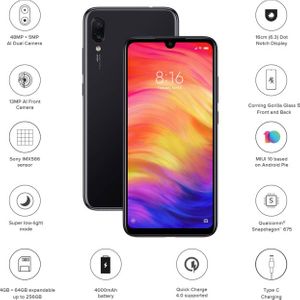 48MP + 5MP
AI Dual Camera
13MP AI Front
Camera
Sony IMX586
sensor
Super low-light
mode
4GB + 64GB expandable
up to 256GB
8:16
4000mAh
battery
Quick Charge
4.0 supported
16cm (6.3) Dot
Notch Display
Corning Gorilla Glass 5
Front and Back
MIUI 10 based
on Android Pie
Qualcomm®
Snapdragon™ 675
Type C
Charging